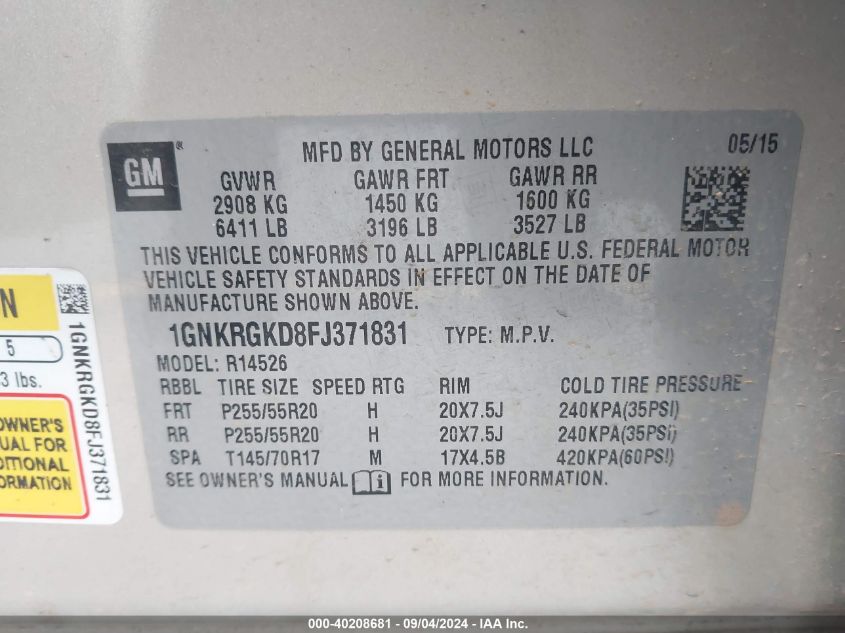 GM
MFD BY GENERAL MOTORS LLC 05/15
GVWR GAWR FRT GAWR RR
2908 KG 1450 KG 1600 KG
6411 LB 3196 LB 3527 LB
THIS VEHICLE CONFORMS TO ALL APPLICABLE U.S. FEDERAL MOTOR
VEHICLE SAFETY STANDARDS IN EFFECT ON THE DATE OF
MANUFACTURE SHOWN ABOVE.
1GNKRGKD8FJ371831 TYPE: M.P.V.
MODEL: R14526
RBBL TIRE SIZE SPEED RTG RIM COLD TIRE PRESSURE
FRT P255/55R20 H 20X7.5J 240KPA(35PSI)
RR P255/55R20 H 20X7.5J 240KPA(35PSI)
SPA T145/70R17 M 17X4.5B 420KPA(60PSI)
SEE OWNER'S MANUAL FOR MORE INFORMATION.
N
5
3 lbs.
OWNER'S
UAL FOR
DITIONAL
ORMATION
1GNKRGKD8FJ371831
000-40208681 - 09/04/2024 - IAA Inc.